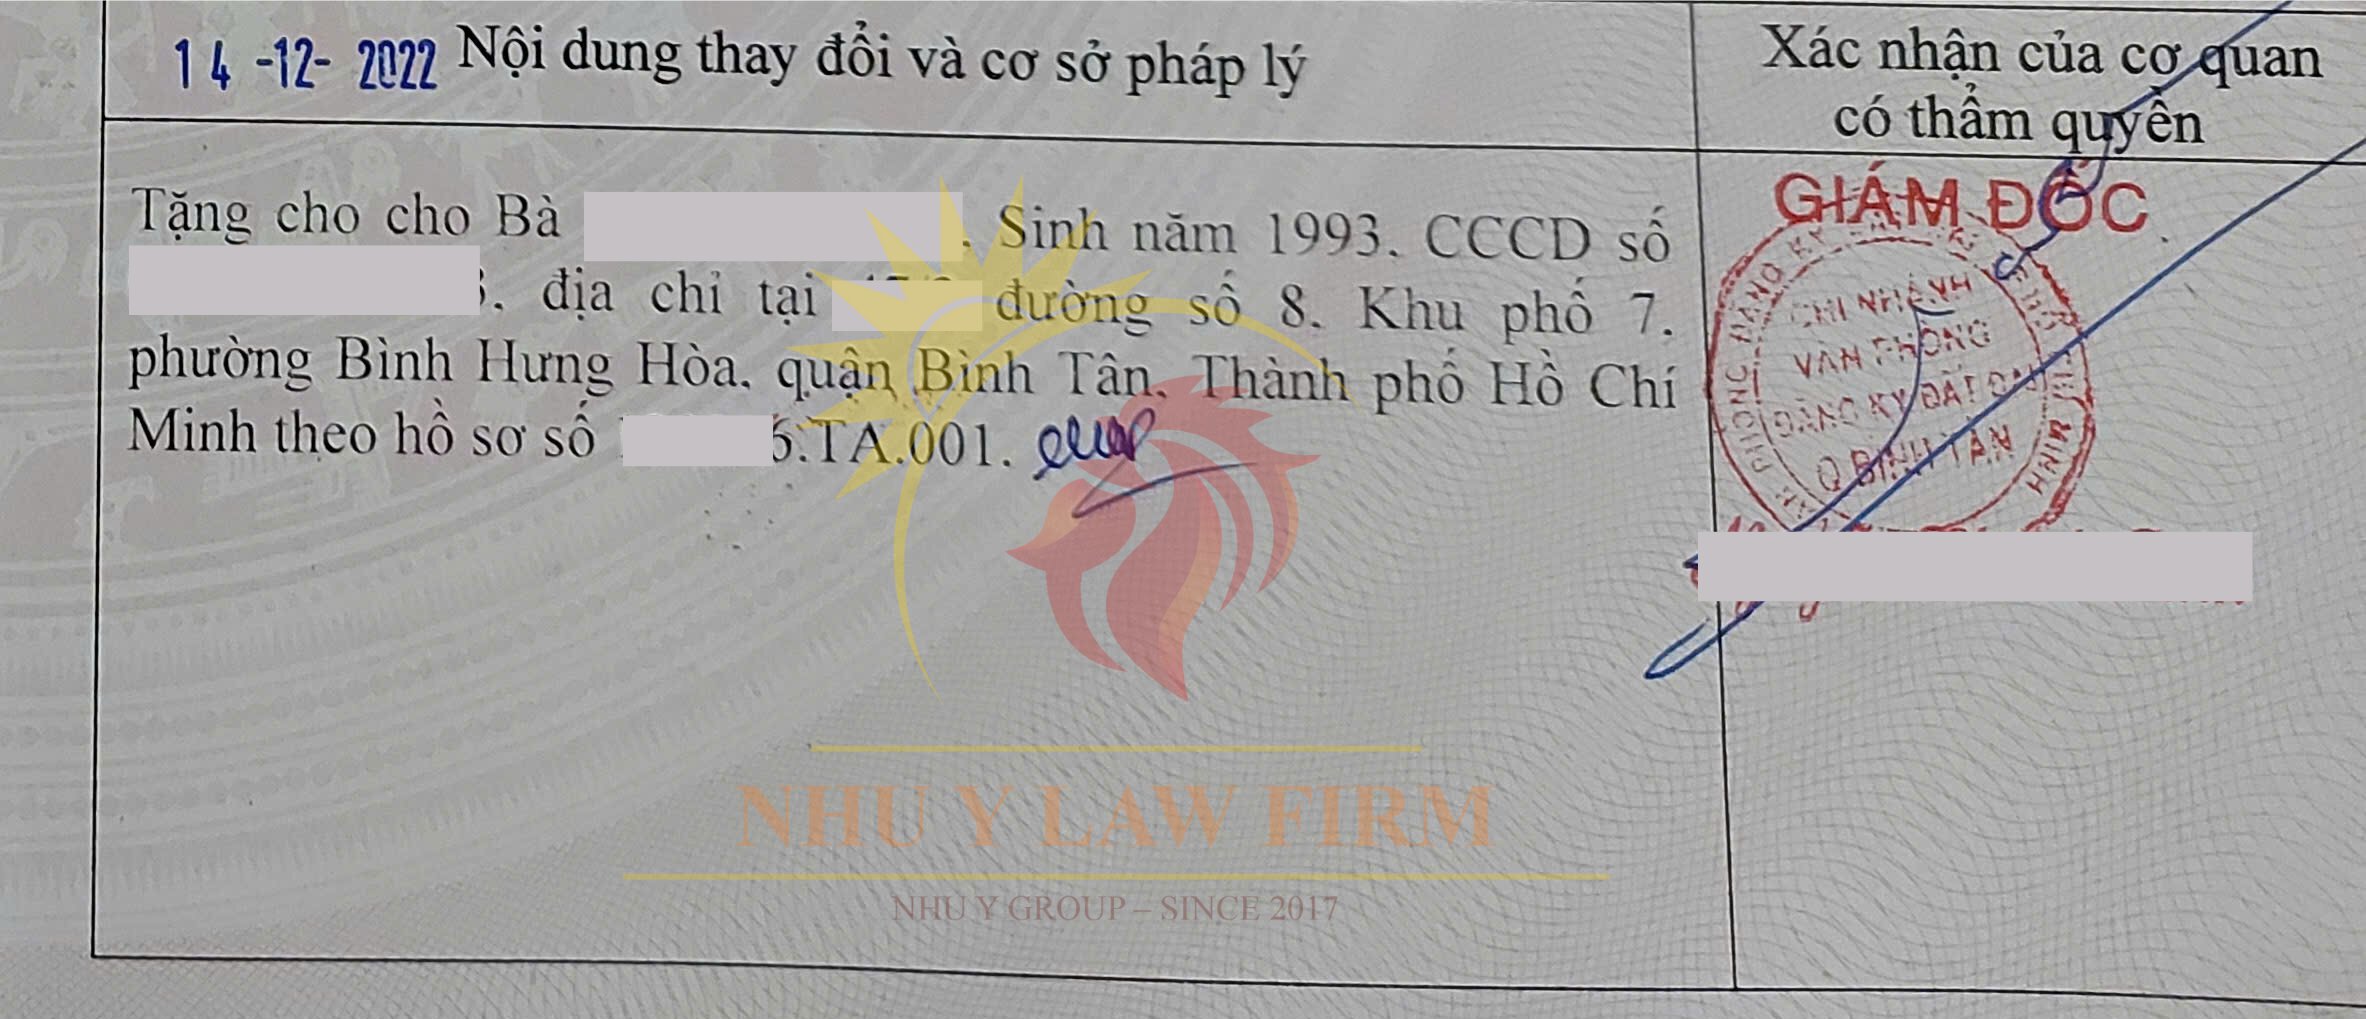 14 -12- 2022 Nội dung thay đổi và cơ sở pháp lý
Xác nhận của cơ quan
có thẩm quyền
Tặng cho cho Bà . Sinh năm 1993. CCCD số
. địa chỉ tại đường số 8. Khu phố 7.
phường Bình Hưng Hòa. quận Bình Tân. Thành phố Hồ Chí
Minh theo hồ sơ số .TA.001.
GIÁM ĐỐC
CHI NHÁNH
VĂN PHÒNG
ĐĂNG KÝ ĐẤT ĐAI
Q BÌNH TÂN
NHU Y LAW FIRM
NHU Y GROUP – SINCE 2017